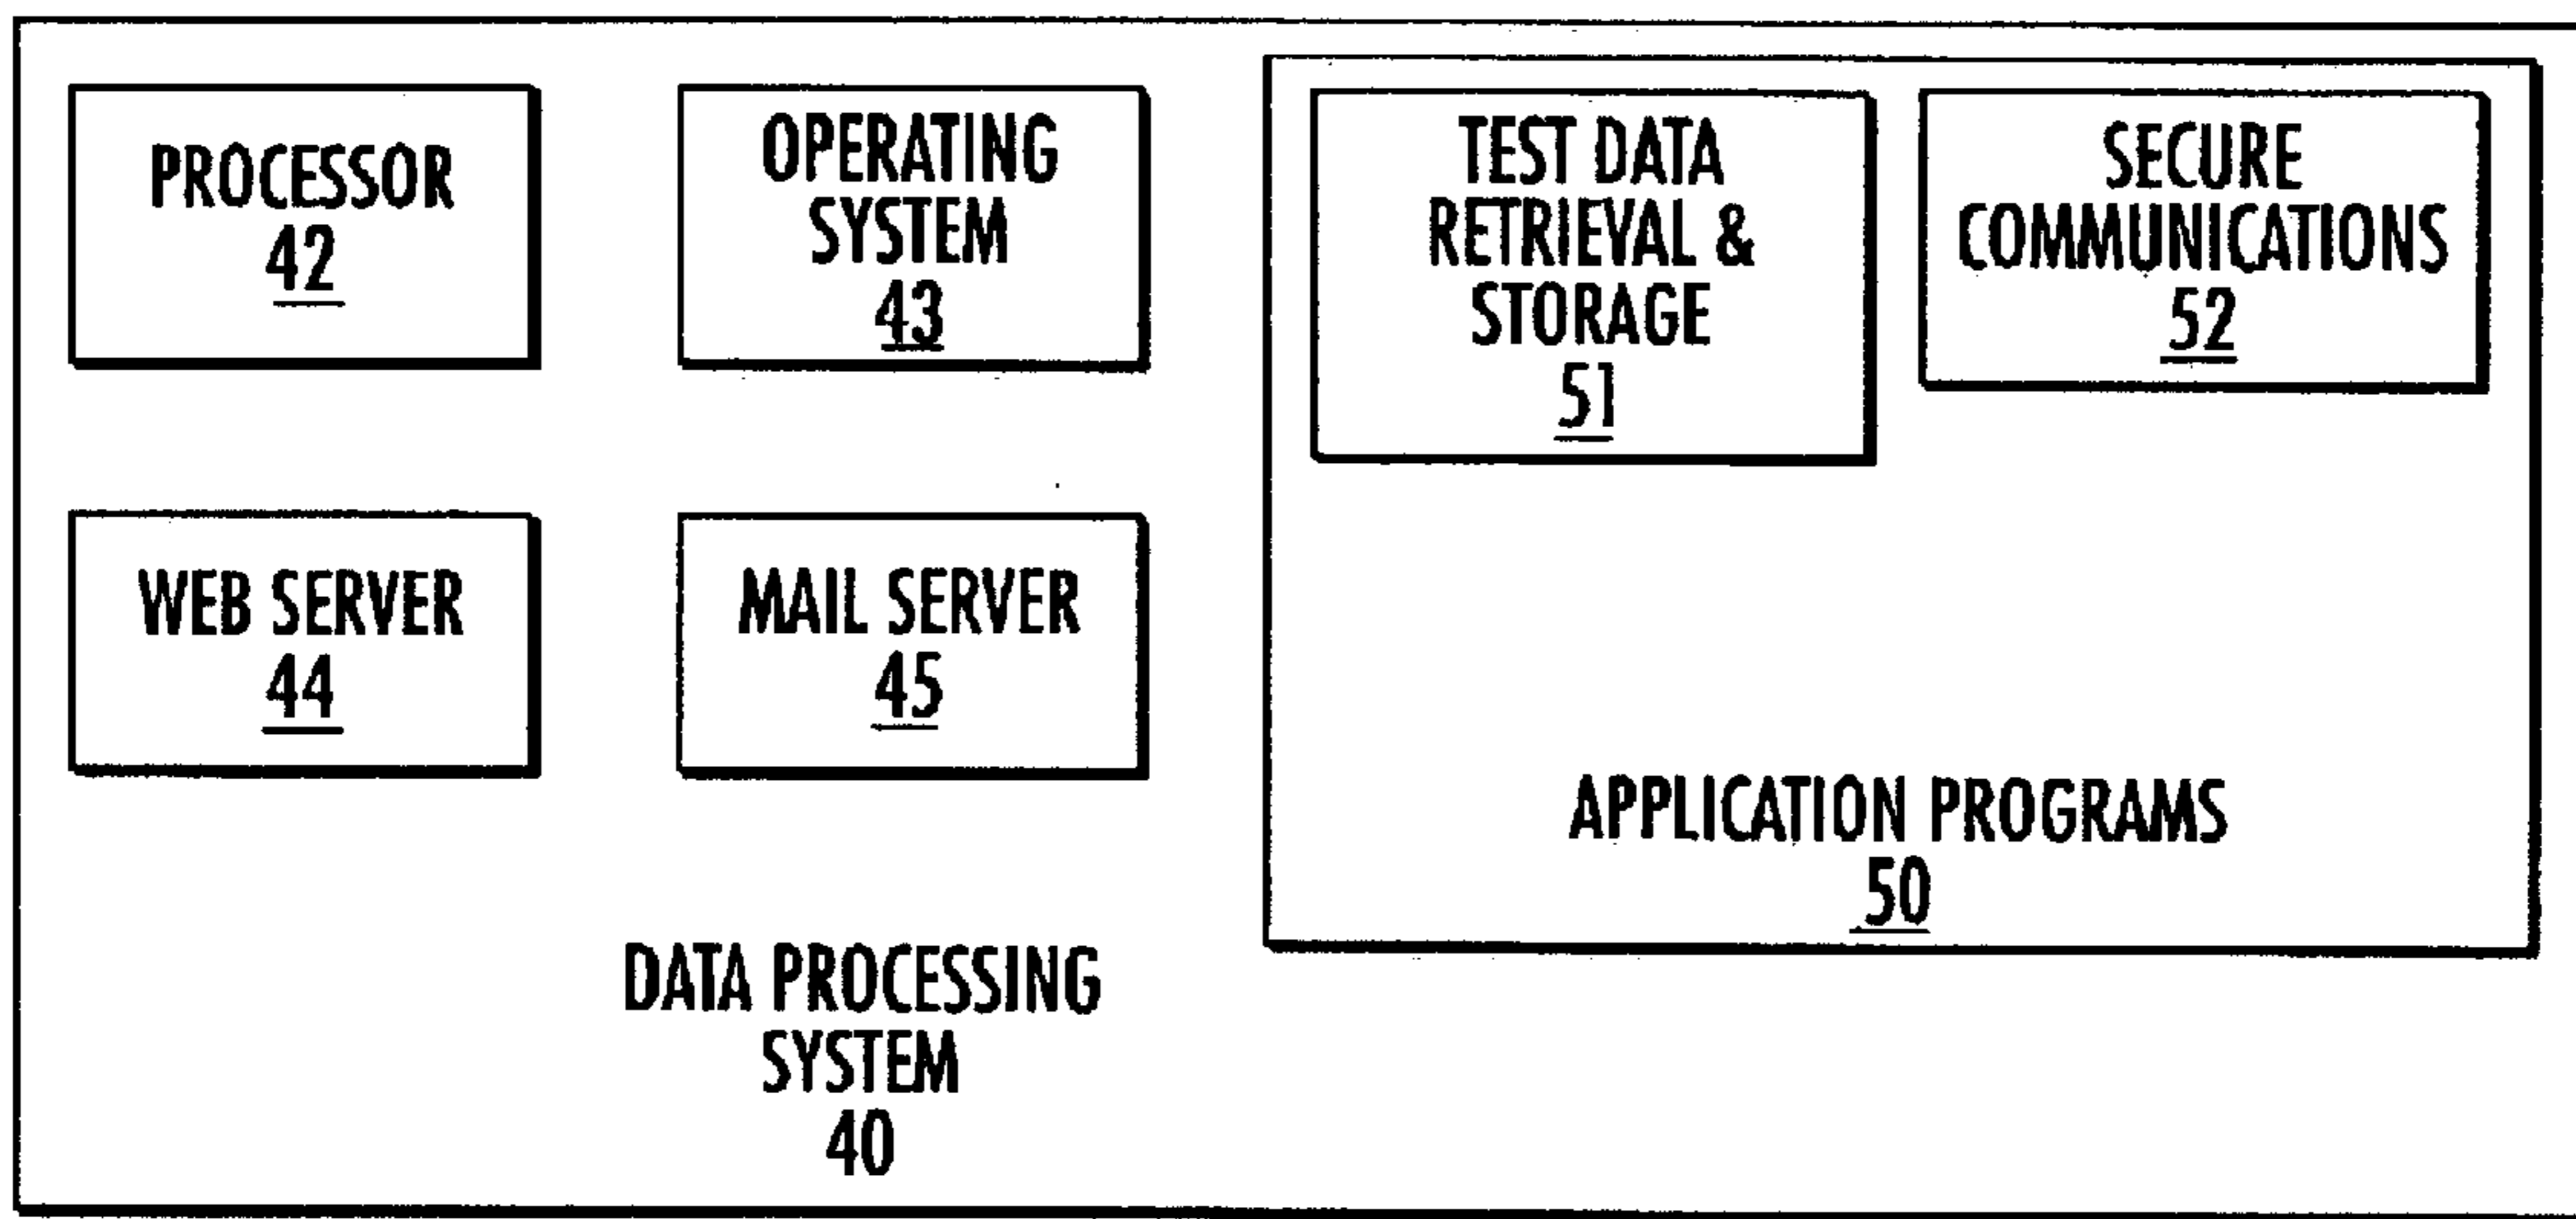 PROCESSOR
42
OPERATING
SYSTEM
43
TEST DATA
RETRIEVAL &
STORAGE
51
SECURE
COMMUNICATIONS
52
WEB SERVER
44
MAIL SERVER
45
APPLICATION PROGRAMS
50
DATA PROCESSING
SYSTEM
40